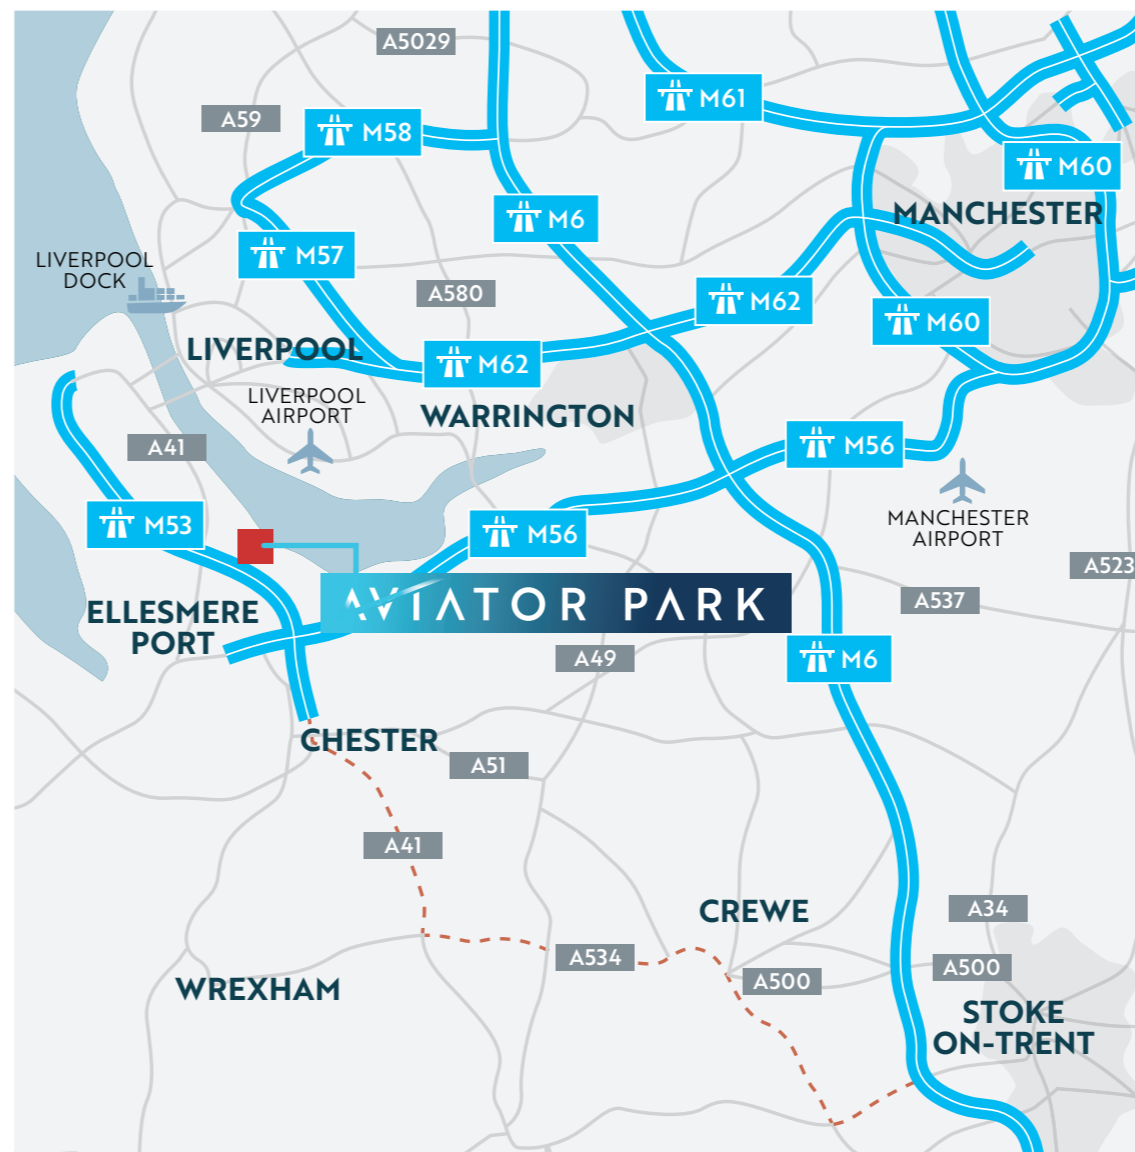 A5029
M61
A59
M58
M60
M6
MANCHESTER
M57
LIVERPOOL
DOCK
A580
M62
M60
LIVERPOOL
M62
LIVERPOOL
AIRPORT
WARRINGTON
A41
M56
M53
M56
MANCHESTER
AIRPORT
A523
AVIATOR PARK
A537
ELLESMERE
PORT
A49
M6
CHESTER
A51
A41
CREWE
A34
A534
A500
A500
WREXHAM
STOKE
ON-TRENT